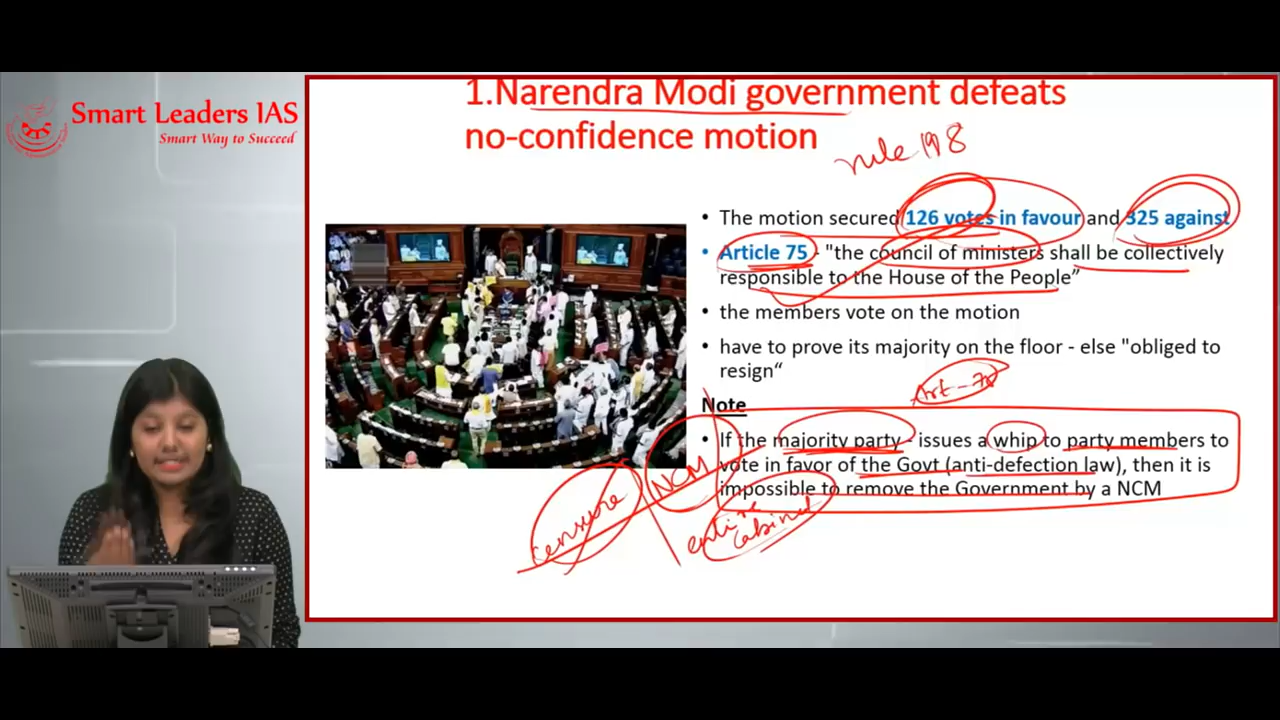 Smart Leaders IAS
Smart Way to Succeed
1.Narendra Modi government defeats
no-confidence motion
rule 198
• The motion secured 126 votes in favour and 325 against
• Article 75 - "the council of ministers shall be collectively
responsible to the House of the People”
• the members vote on the motion
• have to prove its majority on the floor - else "obliged to
resign“
Note
• If the majority party - issues a whip to party members to
vote in favor of the Govt (anti-defection law), then it is
impossible to remove the Government by a NCM
censure
NCM
entire
cabinet